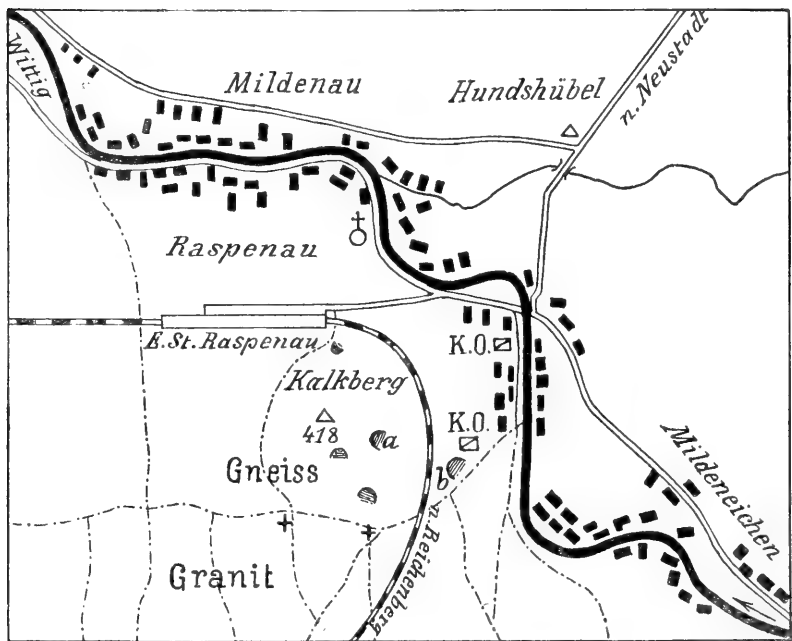 Wittig
Mildenau
Hundshübel
n. Neustadt
Raspenau
E. St. Raspenau
K.O.
Kalkberg
418
a
K.O.
Gneiss
b
Mildeneichen
n. Reichenberg
Granit